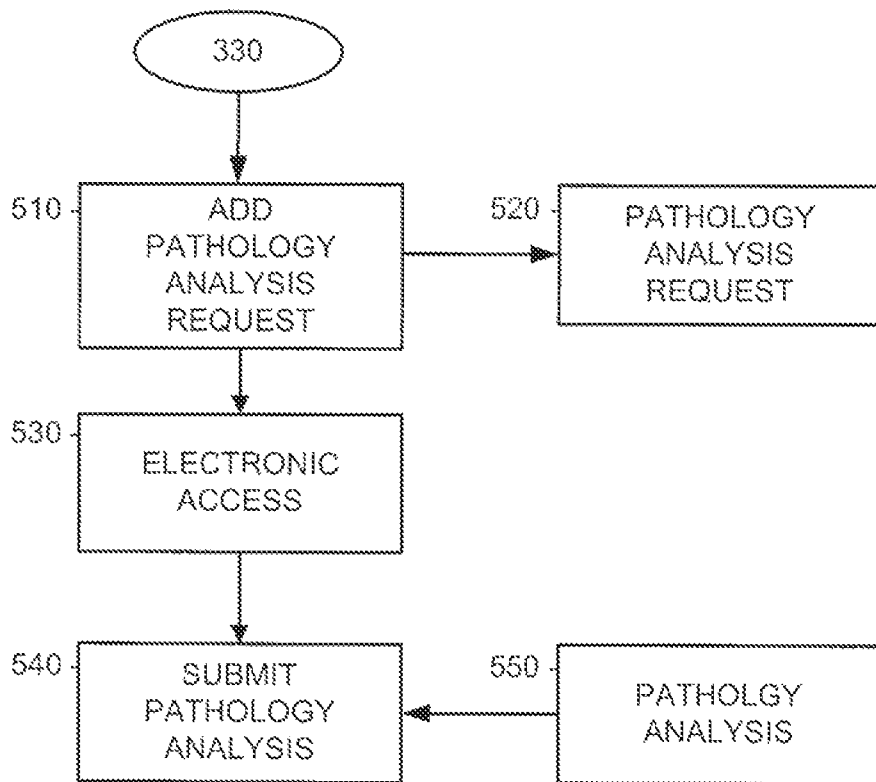 330
510
ADD
PATHOLOGY
ANALYSIS
REQUEST
520
PATHOLOGY
ANALYSIS
REQUEST
530
ELECTRONIC
ACCESS
540
SUBMIT
PATHOLOGY
ANALYSIS
550
PATHOLGY
ANALYSIS